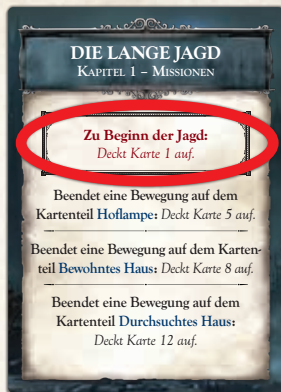 DIE LANGE JAGD
KAPITEL 1 – MISSIONEN
Zu Beginn der Jagd:
Deckt Karte 1 auf.
Beendet eine Bewegung auf dem
Kartenteil Hoflampe: Deckt Karte 5 auf.
Beendet eine Bewegung auf dem Karten-
teil Bewohntes Haus: Deckt Karte 8 auf.
Beendet eine Bewegung auf dem
Kartenteil Durchsuchtes Haus:
Deckt Karte 12 auf.